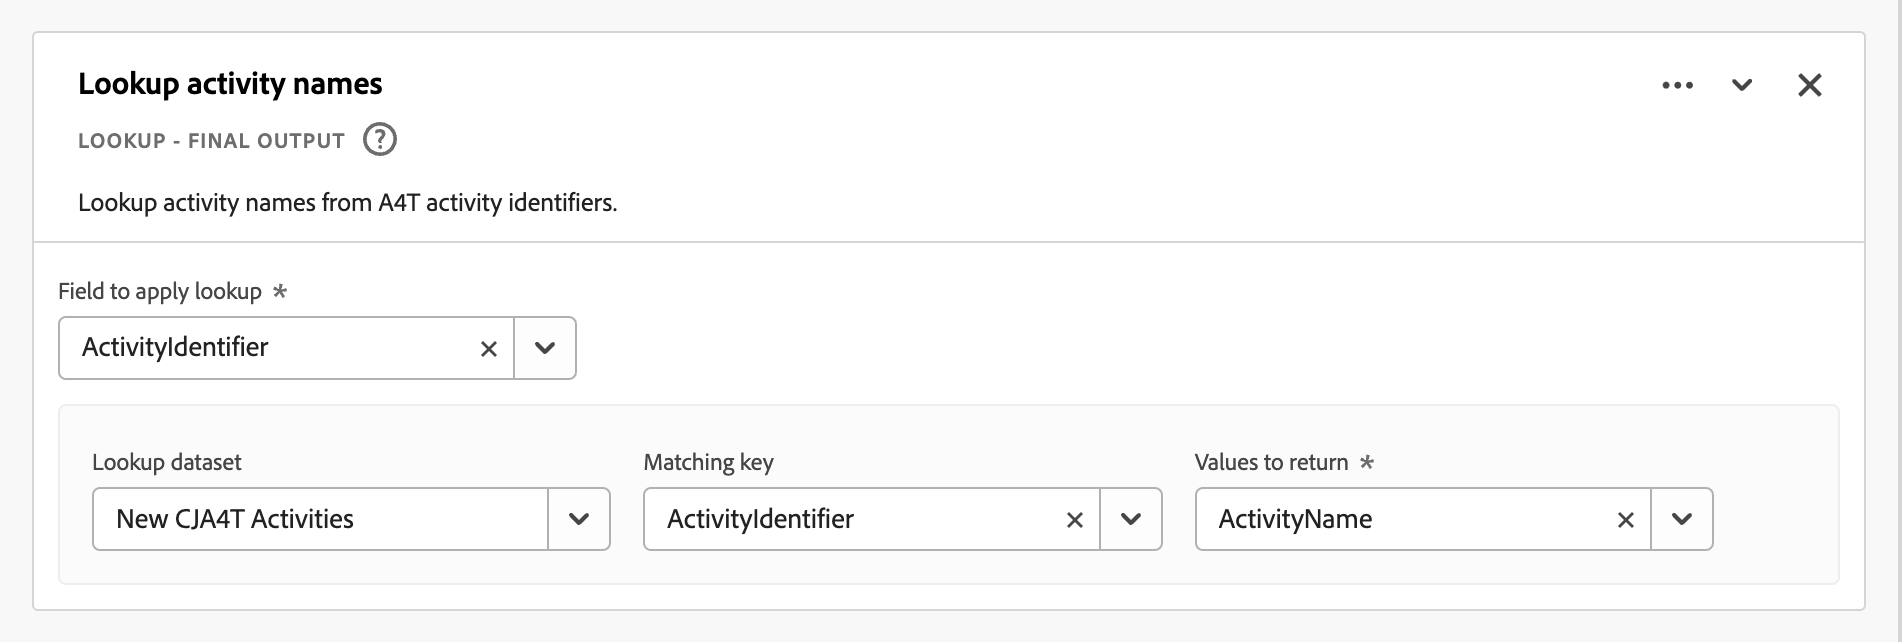 Lookup activity names
LOOKUP - FINAL OUTPUT ?
Lookup activity names from A4T activity identifiers.
Field to apply lookup *
ActivityIdentifier
Lookup dataset
New CJA4T Activities
Matching key
ActivityIdentifier
Values to return *
ActivityName